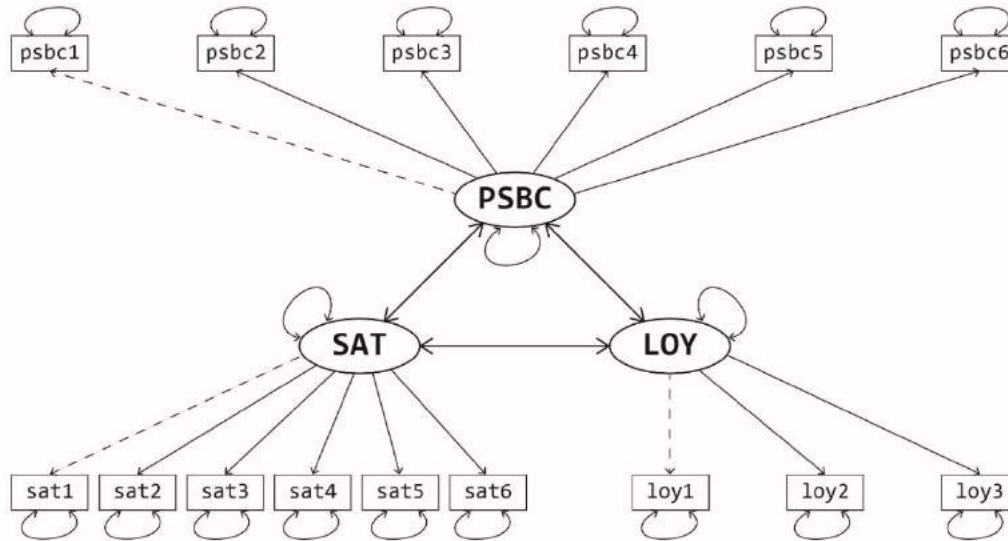 psbc1 psbc2 psbc3 psbc4 psbc5 psbc6
PSBC
SAT LOY
sat1 sat2 sat3 sat4 sat5 sat6 loy1 loy2 loy3